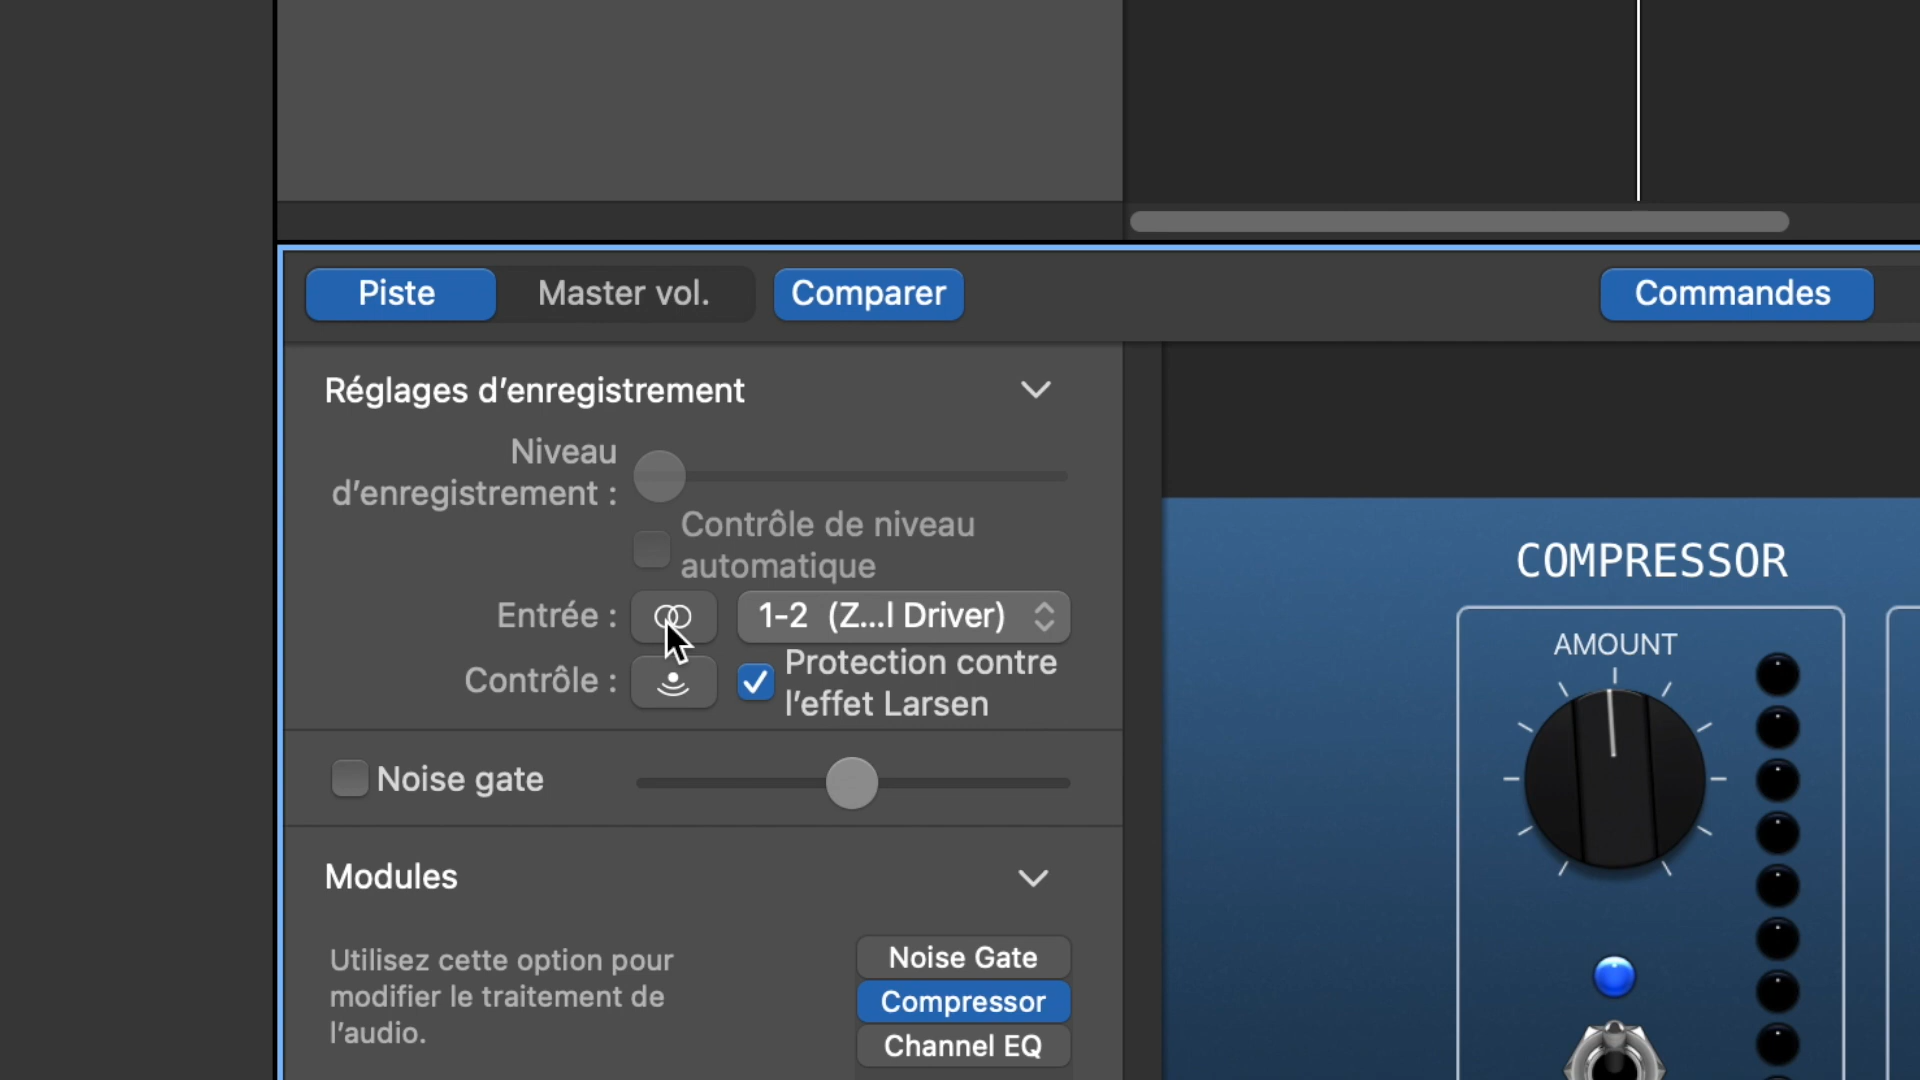 Piste
Master vol.
Comparer
Commandes
Réglages d’enregistrement
Niveau
d’enregistrement :
Contrôle de niveau
automatique
Entrée :
1-2 (Z...l Driver)
Contrôle :
Protection contre
l’effet Larsen
Noise gate
Modules
Utilisez cette option pour
modifier le traitement de
l’audio.
Noise Gate
Compressor
Channel EQ
COMPRESSOR
AMOUNT